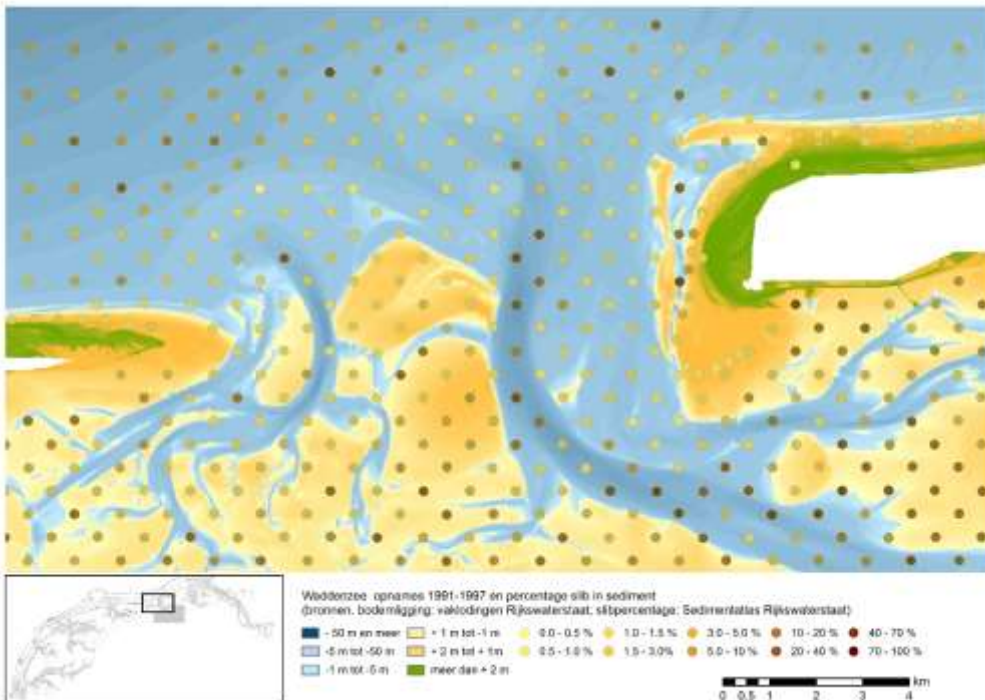 Waddenzee opnames 1991-1997 en percentage slib in sediment
(bronnen, bodemligging: vaklodingen Rijkswaterstaat, slibpercentage: Sedimentatlas Rijkswaterstaat)
- 50 m en meer + 1 m tot -1 m 0.0 - 0.5 % 1.0 - 1.5 % 3.0 - 5.0 % 10 - 20 % 40 - 70 %
-5 m tot -50 m + 2 m tot + 1m 0.5 - 1.0 % 1.5 - 3.0% 5.0 - 10 % 20 - 40 % 70 - 100 %
-1 m tot -5 m meer dan + 2 m
km
0 0.5 1 2 3 4